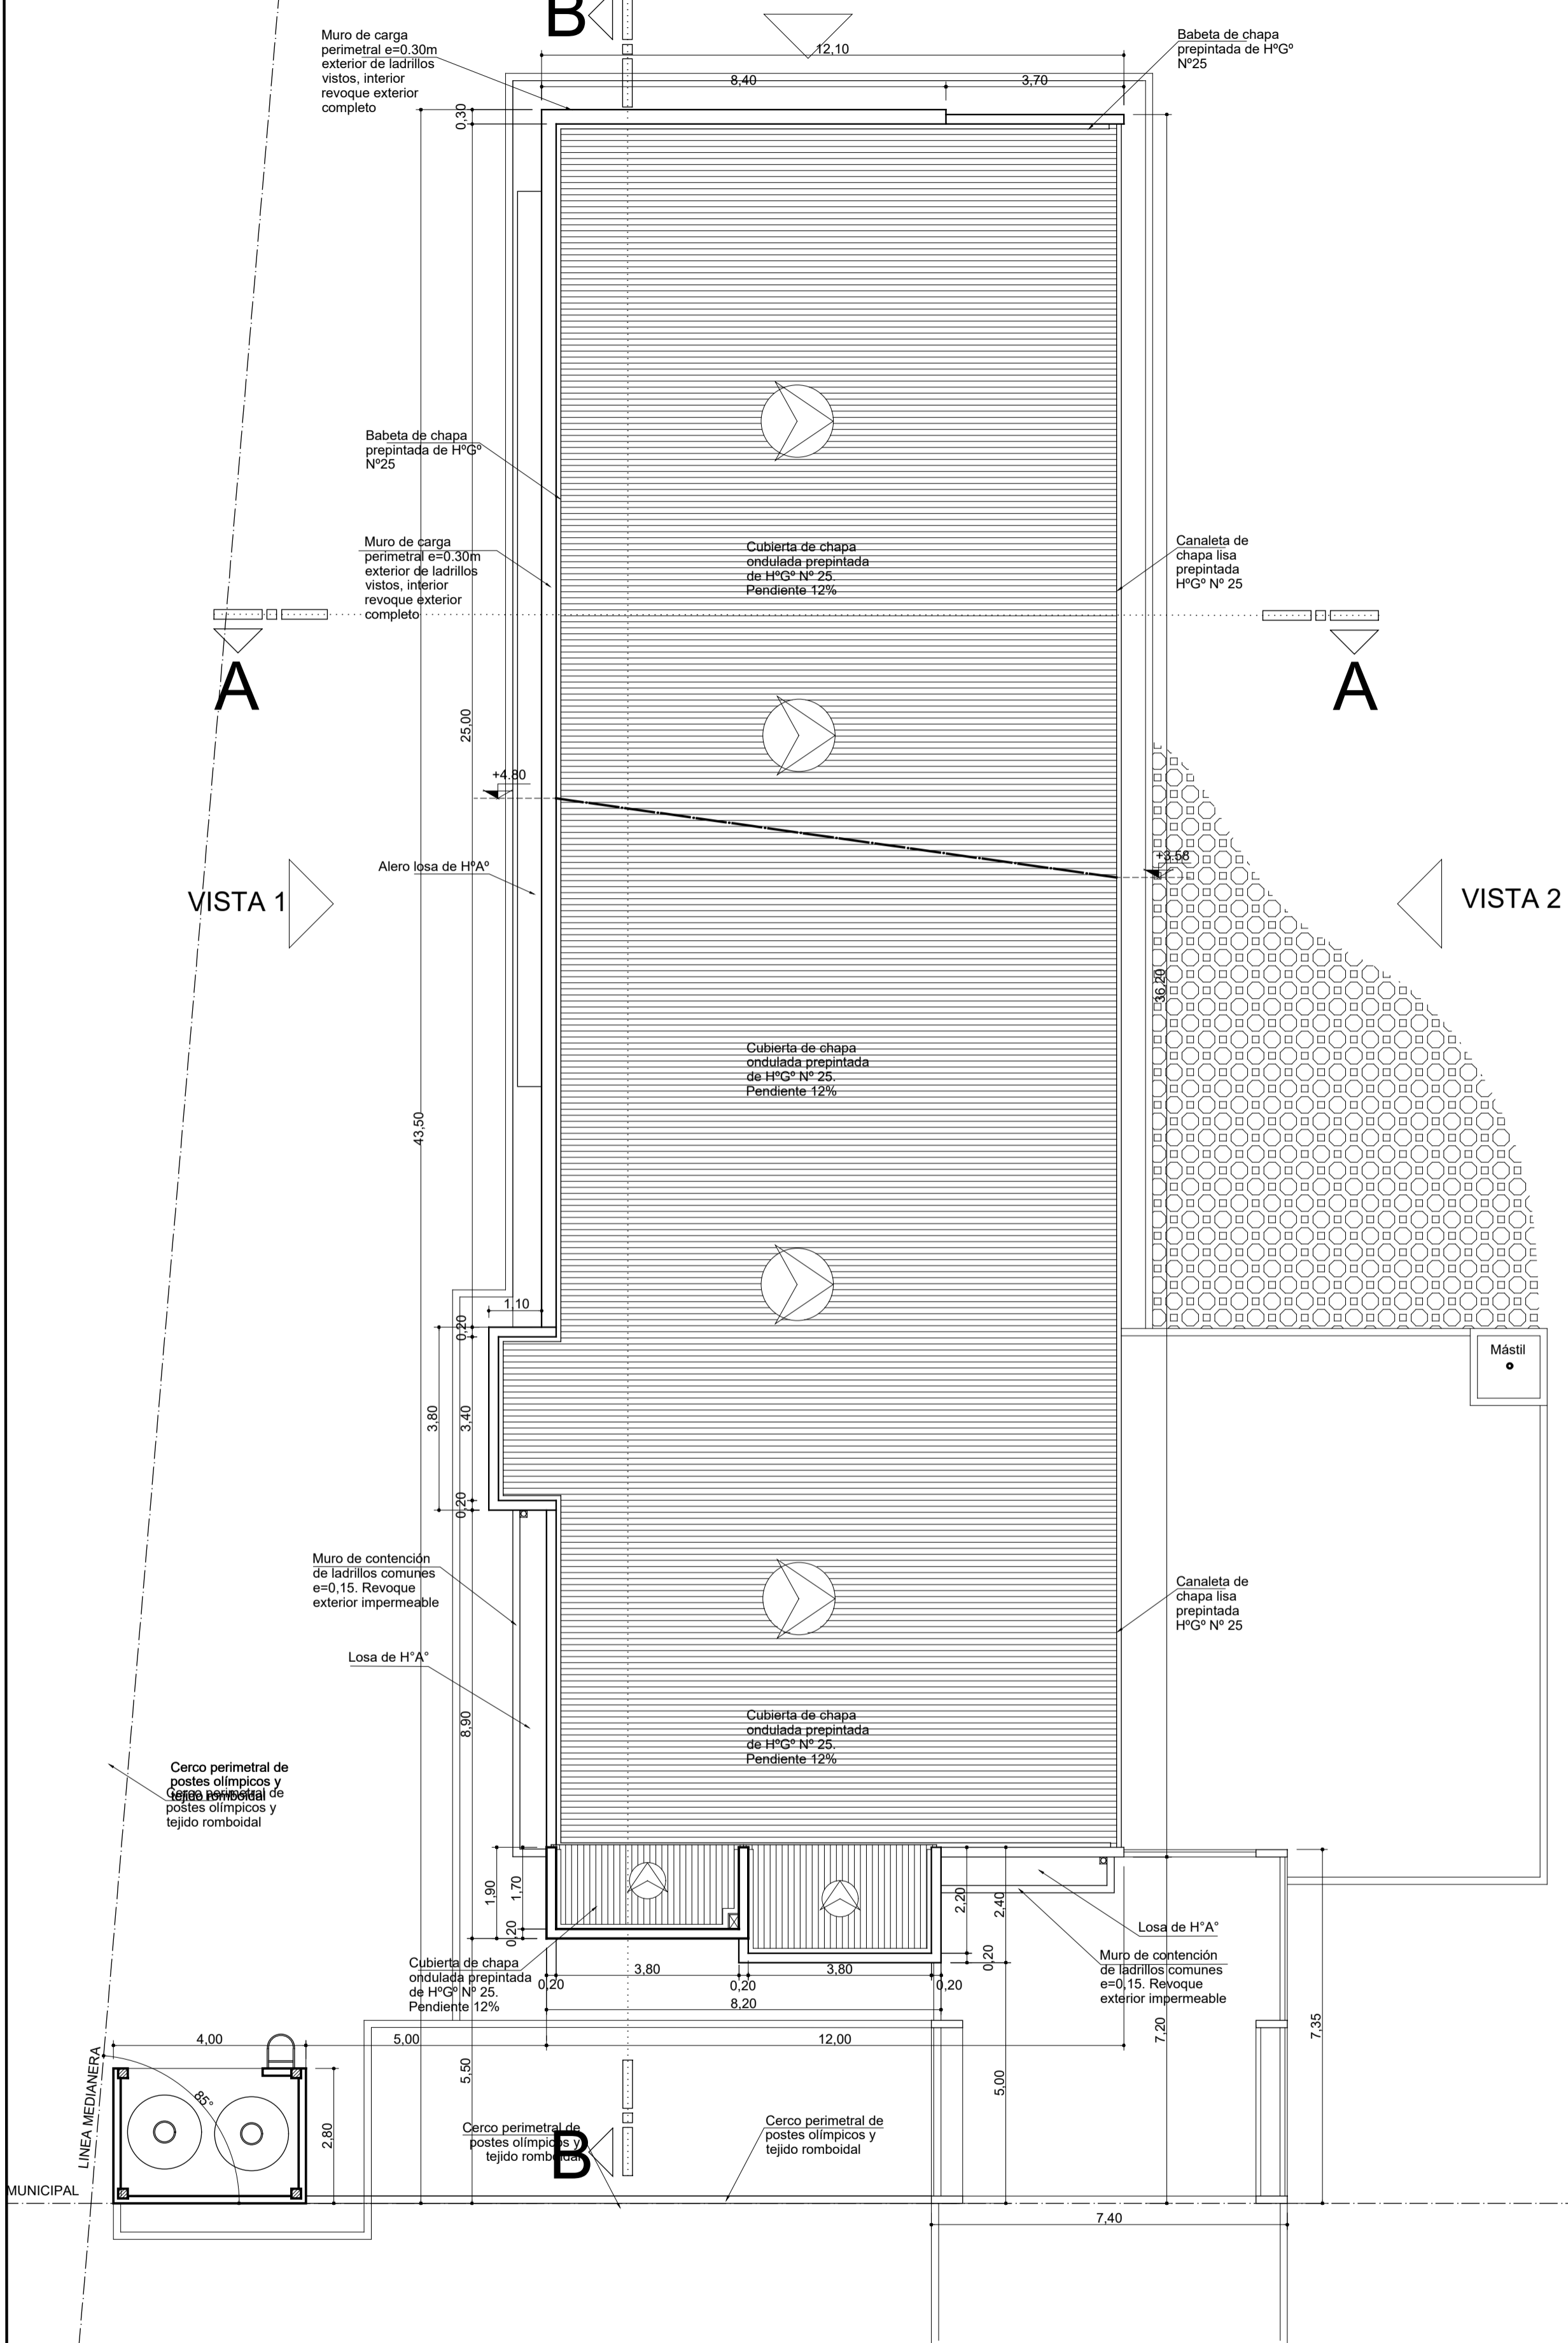 B
Muro de carga
perimetral e=0.30m
exterior de ladrillos
vistos, interior
revoque exterior
completo
12,10
8,40
3,70
Babeta de chapa
prepintada de HºGº
Nº25
0,30
Babeta de chapa
prepintada de HºGº
Nº25
Muro de carga
perimetral e=0.30m
exterior de ladrillos
vistos, interior
revoque exterior
completo
Cubierta de chapa
ondulada prepintada
de HºGº Nº 25.
Pendiente 12%
Canaleta de
chapa lisa
prepintada
HºGº Nº 25
A
A
25,00
+4.80
Alero losa de HºAº
+3.58
VISTA 1
VISTA 2
36,20
Cubierta de chapa
ondulada prepintada
de HºGº Nº 25.
Pendiente 12%
43,50
1,10
0,20
3,80
3,40
0,20
Mástil
Muro de contención
de ladrillos comunes
e=0,15. Revoque
exterior impermeable
Canaleta de
chapa lisa
prepintada
HºGº Nº 25
Losa de H°A°
8,90
Cubierta de chapa
ondulada prepintada
de HºGº Nº 25.
Pendiente 12%
Cerco perimetral de
postes olímpicos y
tejido romboidal
Cerco perimetral de
postes olímpicos y
tejido romboidal
1,90
1,70
0,20
2,20
2,40
0,20
Losa de H°A°
Muro de contención
de ladrillos comunes
e=0,15. Revoque
exterior impermeable
Cubierta de chapa
ondulada prepintada
de HºGº Nº 25.
Pendiente 12%
0,20
3,80
0,20
3,80
0,20
8,20
4,00
5,00
12,00
7,20
7,35
5,50
5,00
LINEA MEDIANERA
85°
2,80
Cerco perimetral de
postes olímpicos y
tejido romboidal
B
Cerco perimetral de
postes olímpicos y
tejido romboidal
MUNICIPAL
7,40